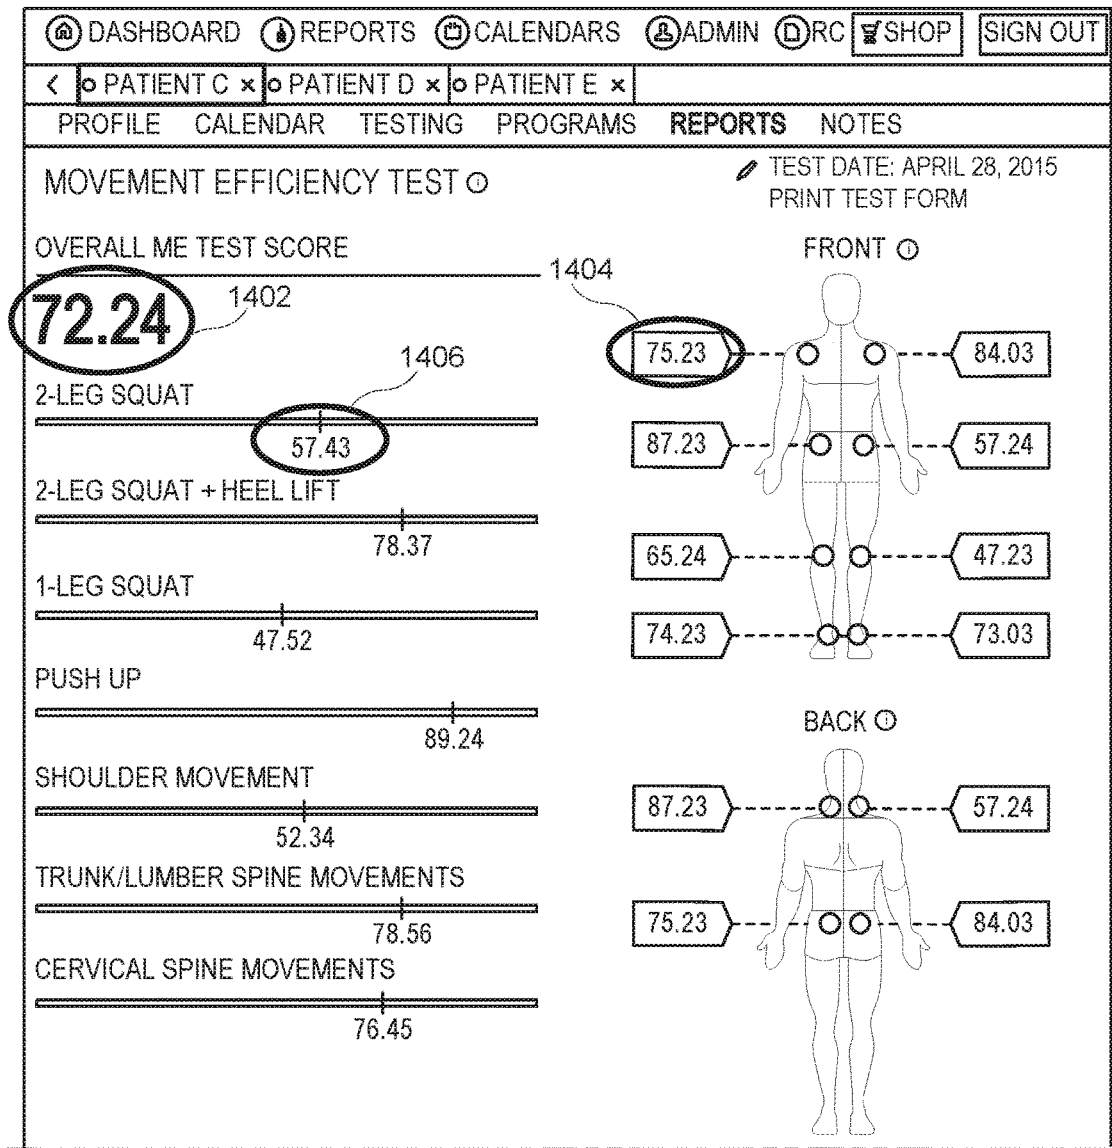 DASHBOARD REPORTS CALENDARS ADMIN RC SHOP SIGN OUT
< PATIENT C × PATIENT D × PATIENT E ×
PROFILE CALENDAR TESTING PROGRAMS REPORTS NOTES
MOVEMENT EFFICIENCY TEST
TEST DATE: APRIL 28, 2015
PRINT TEST FORM
OVERALL ME TEST SCORE
72.24
1402
2-LEG SQUAT
57.43
1406
2-LEG SQUAT + HEEL LIFT
78.37
1-LEG SQUAT
47.52
PUSH UP
89.24
SHOULDER MOVEMENT
52.34
TRUNK/LUMBER SPINE MOVEMENTS
78.56
CERVICAL SPINE MOVEMENTS
76.45
FRONT
1404
75.23 84.03
87.23 57.24
65.24 47.23
74.23 73.03
BACK
87.23 57.24
75.23 84.03